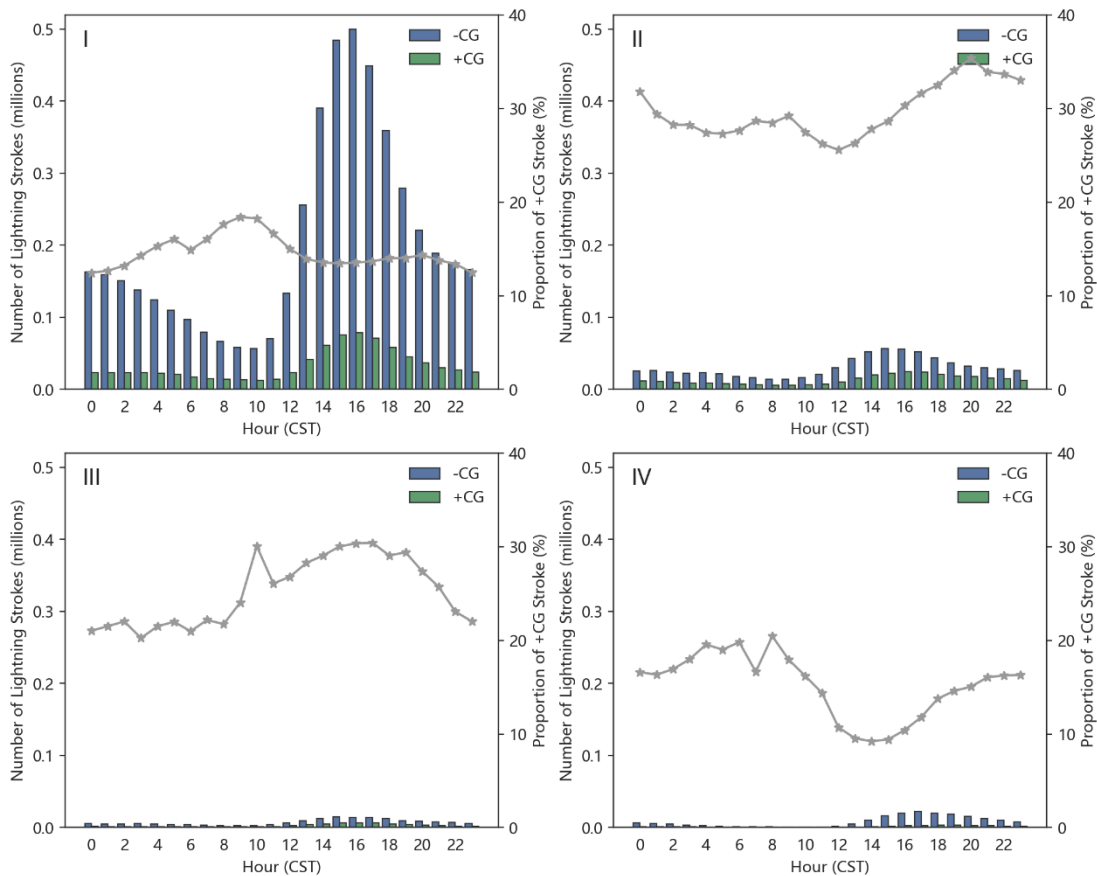 I
-CG
+CG
Number of Lightning Strokes (millions)
0.5
0.4
0.3
0.2
0.1
0.0
40
30
20
10
0
Proportion of +CG Stroke (%)
0 2 4 6 8 10 12 14 16 18 20 22
Hour (CST)
II
-CG
+CG
Number of Lightning Strokes (millions)
0.5
0.4
0.3
0.2
0.1
0.0
40
30
20
10
0
Proportion of +CG Stroke (%)
0 2 4 6 8 10 12 14 16 18 20 22
Hour (CST)
III
-CG
+CG
Number of Lightning Strokes (millions)
0.5
0.4
0.3
0.2
0.1
0.0
40
30
20
10
0
Proportion of +CG Stroke (%)
0 2 4 6 8 10 12 14 16 18 20 22
Hour (CST)
IV
-CG
+CG
Number of Lightning Strokes (millions)
0.5
0.4
0.3
0.2
0.1
0.0
40
30
20
10
0
Proportion of +CG Stroke (%)
0 2 4 6 8 10 12 14 16 18 20 22
Hour (CST)